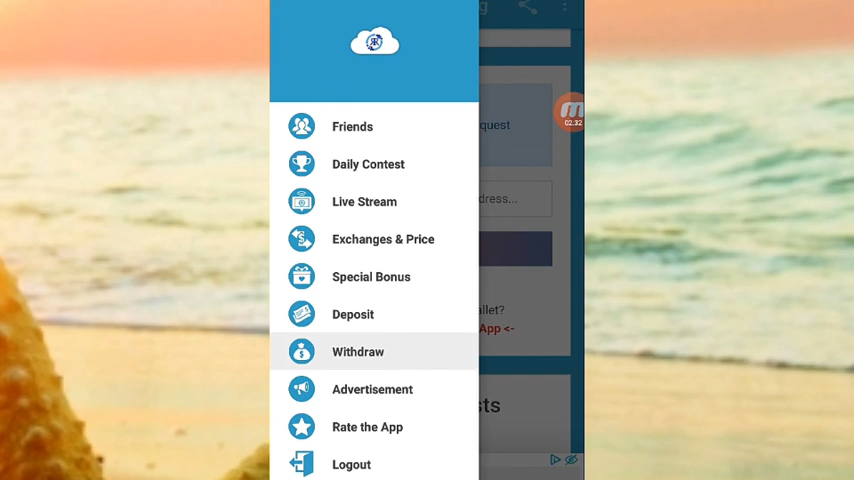 g
Friends
Daily Contest
Live Stream
Exchanges & Price
Special Bonus
Deposit
Withdraw
Advertisement
Rate the App
Logout
quest
02:32
dress...
allet?
App <-
sts